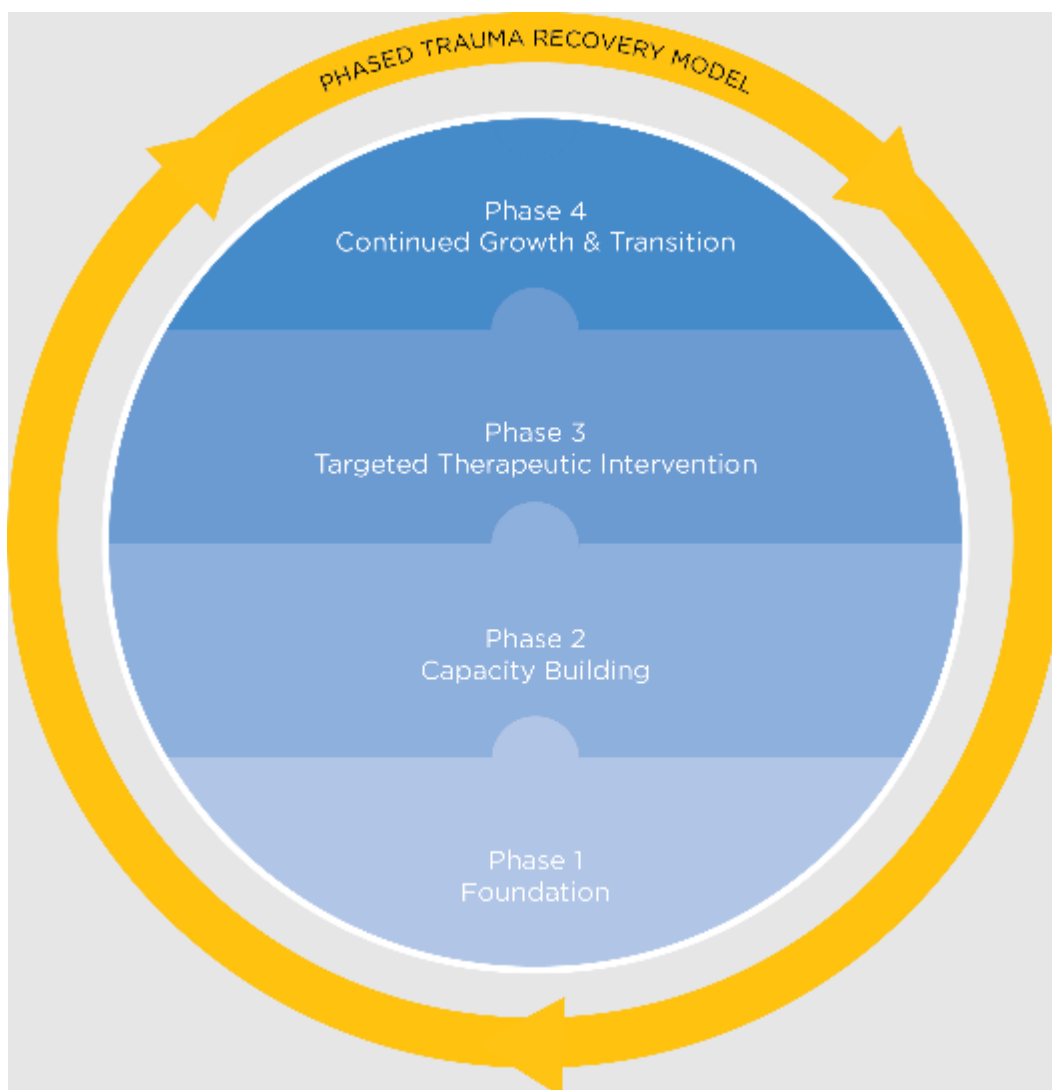 PHASED TRAUMA RECOVERY MODEL
Phase 4
Continued Growth & Transition
Phase 3
Targeted Therapeutic Intervention
Phase 2
Capacity Building
Phase 1
Foundation